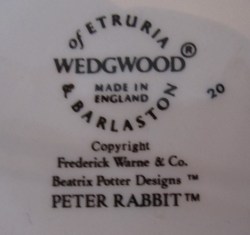 of ETRURIA
WEDGWOOD®
MADE IN
ENGLAND
& BARLASTON
20
Copyright
Frederick Warne & Co.
Beatrix Potter Designs ™
PETER RABBIT™